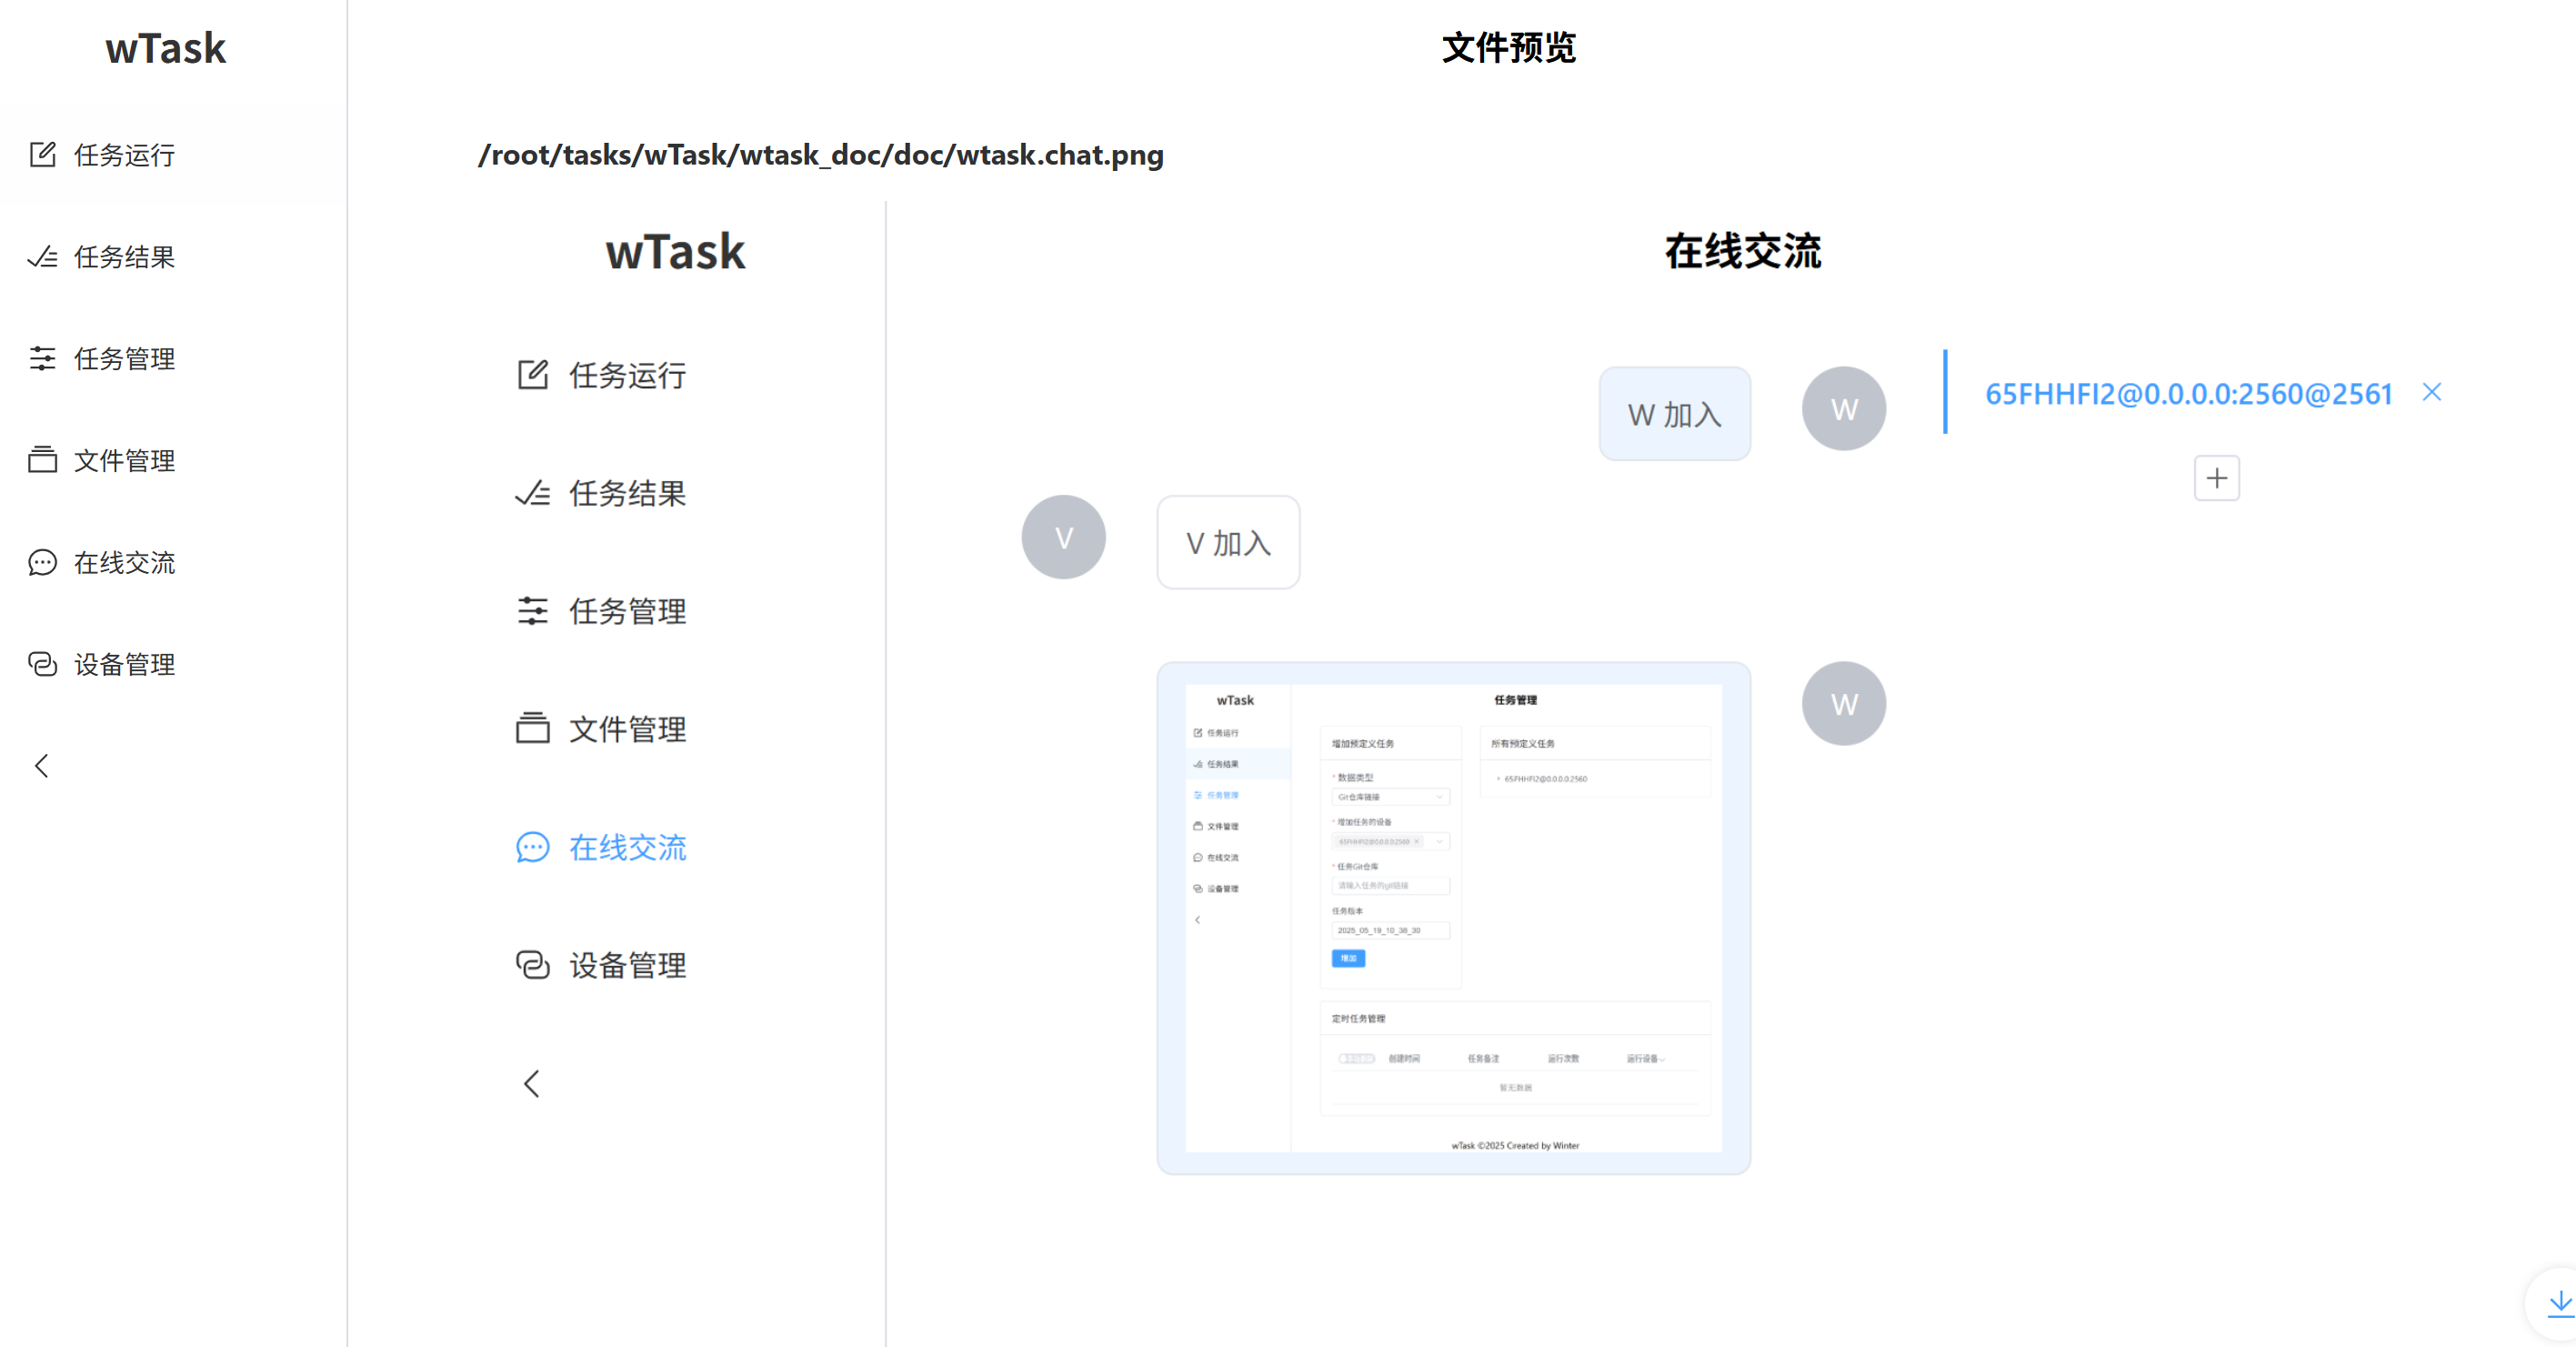 wTask
任务运行
任务结果
任务管理
文件管理
在线交流
设备管理
文件预览
/root/tasks/wTask/wtask_doc/doc/wtask.chat.png
wTask
任务运行
任务结果
任务管理
文件管理
在线交流
设备管理
在线交流
W 加入
W
65FHHFI2@0.0.0.0:2560@2561
V
V 加入
W
wTask
任务运行
任务结果
任务管理
文件管理
在线交流
设备管理
任务管理
增加预定义任务
* 数据类型
Git仓库链接
* 增加任务的设备
65FHHFI2@0.0.0.0:2560
* 任务Git仓库
请输入任务的git链接
任务版本
2025_05_19_10_36_30
增加
所有预定义任务
65FHHFI2@0.0.0.0:2560
定时任务管理
创建时间 任务备注 运行次数 运行设备
暂无数据
wTask ©2025 Created by Winter